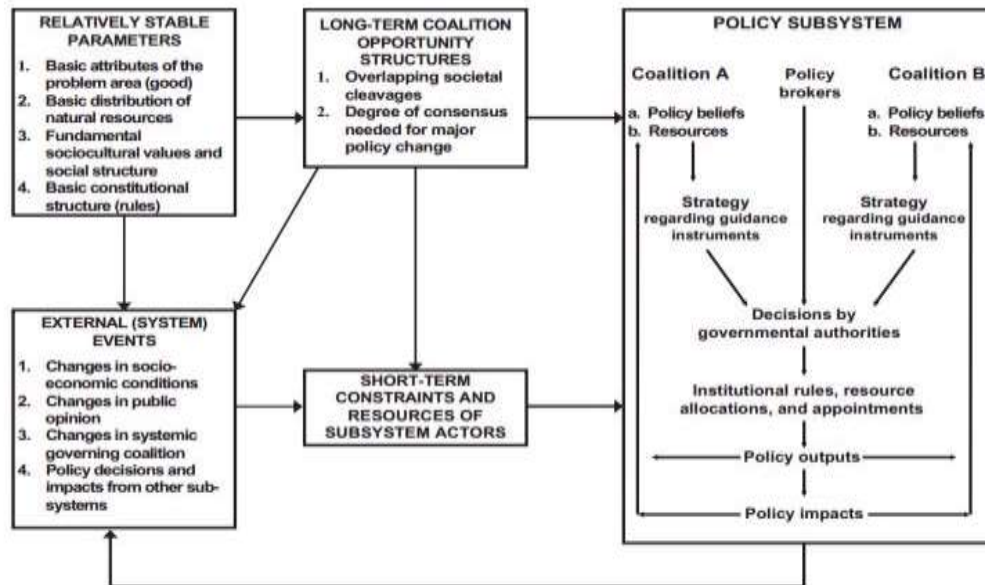 RELATIVELY STABLE
PARAMETERS
1. Basic attributes of the
problem area (good)
2. Basic distribution of
natural resources
3. Fundamental
sociocultural values and
social structure
4. Basic constitutional
structure (rules)
LONG-TERM COALITION
OPPORTUNITY
STRUCTURES
1. Overlapping societal
cleavages
2. Degree of consensus
needed for major
policy change
EXTERNAL (SYSTEM)
EVENTS
1. Changes in socio-
economic conditions
2. Changes in public
opinion
3. Changes in systemic
governing coalition
4. Policy decisions and
impacts from other sub-
systems
SHORT-TERM
CONSTRAINTS AND
RESOURCES OF
SUBSYSTEM ACTORS
POLICY SUBSYSTEM
Coalition A
a. Policy beliefs
b. Resources
Strategy
regarding guidance
instruments
Policy
brokers
Coalition B
a. Policy beliefs
b. Resources
Strategy
regarding guidance
instruments
Decisions by
governmental authorities
Institutional rules, resource
allocations, and appointments
Policy outputs
Policy impacts